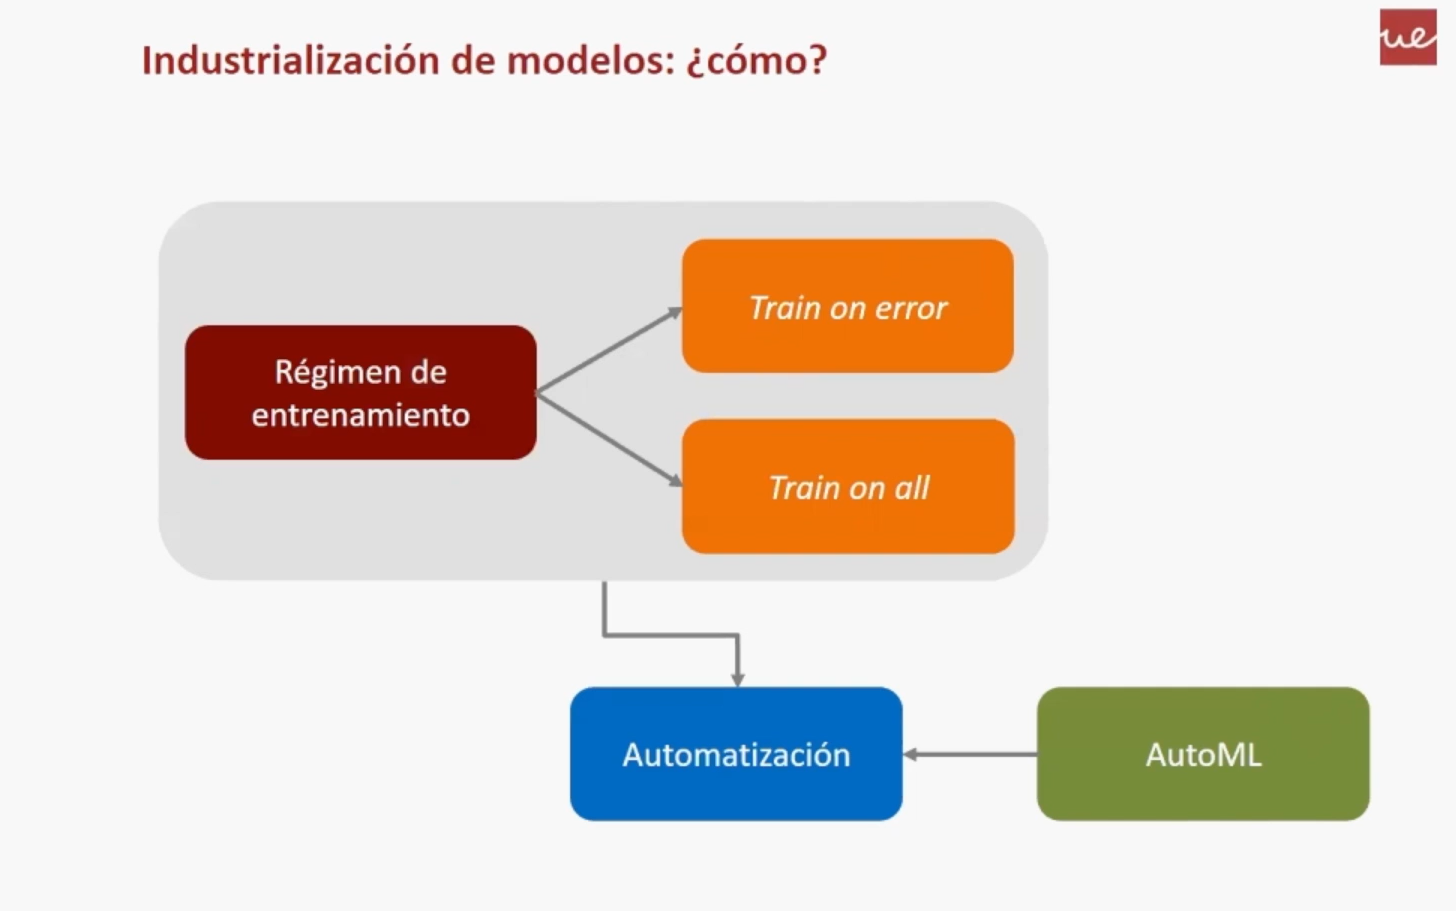 Industrialización de modelos: ¿cómo?
ue
Train on error
Régimen de
entrenamiento
Train on all
Automatización
AutoML